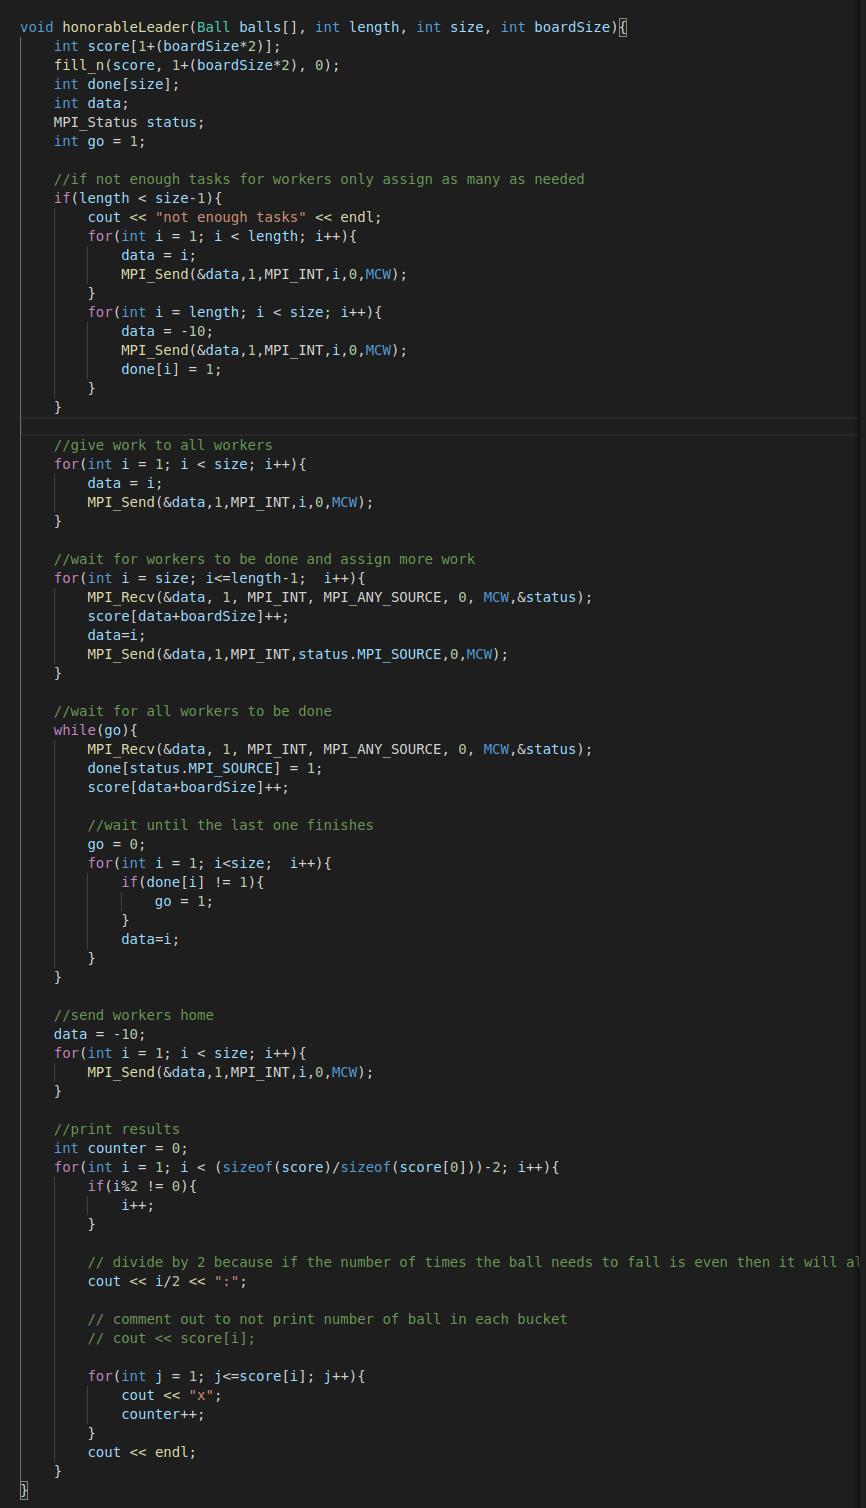 void honorableLeader(Ball balls[], int length, int size, int boardSize){
    int score[1+(boardSize*2)];
    fill_n(score, 1+(boardSize*2), 0);
    int done[size];
    int data;
    MPI_Status status;
    int go = 1;

    //if not enough tasks for workers only assign as many as needed
    if(length < size-1){
        cout << "not enough tasks" << endl;
        for(int i = 1; i < length; i++){
            data = i;
            MPI_Send(&data,1,MPI_INT,i,0,MCW);
        }
        for(int i = length; i < size; i++){
            data = -10;
            MPI_Send(&data,1,MPI_INT,i,0,MCW);
            done[i] = 1;
        }
    }

    //give work to all workers
    for(int i = 1; i < size; i++){
        data = i;
        MPI_Send(&data,1,MPI_INT,i,0,MCW);
    }

    //wait for workers to be done and assign more work
    for(int i = size; i<=length-1;  i++){
        MPI_Recv(&data, 1, MPI_INT, MPI_ANY_SOURCE, 0, MCW,&status);
        score[data+boardSize]++;
        data=i;
        MPI_Send(&data,1,MPI_INT,status.MPI_SOURCE,0,MCW);
    }

    //wait for all workers to be done
    while(go){
        MPI_Recv(&data, 1, MPI_INT, MPI_ANY_SOURCE, 0, MCW,&status);
        done[status.MPI_SOURCE] = 1;
        score[data+boardSize]++;

        //wait until the last one finishes
        go = 0;
        for(int i = 1; i<size;  i++){
            if(done[i] != 1){
                go = 1;
            }
            data=i;
        }
    }

    //send workers home
    data = -10;
    for(int i = 1; i < size; i++){
        MPI_Send(&data,1,MPI_INT,i,0,MCW);
    }

    //print results
    int counter = 0;
    for(int i = 1; i < (sizeof(score)/sizeof(score[0]))-2; i++){
        if(i%2 != 0){
            i++;
        }

        // divide by 2 because if the number of times the ball needs to fall is even then it will al
        cout << i/2 << ":";

        // comment out to not print number of ball in each bucket
        // cout << score[i];

        for(int j = 1; j<=score[i]; j++){
            cout << "x";
            counter++;
        }
        cout << endl;
    }
}